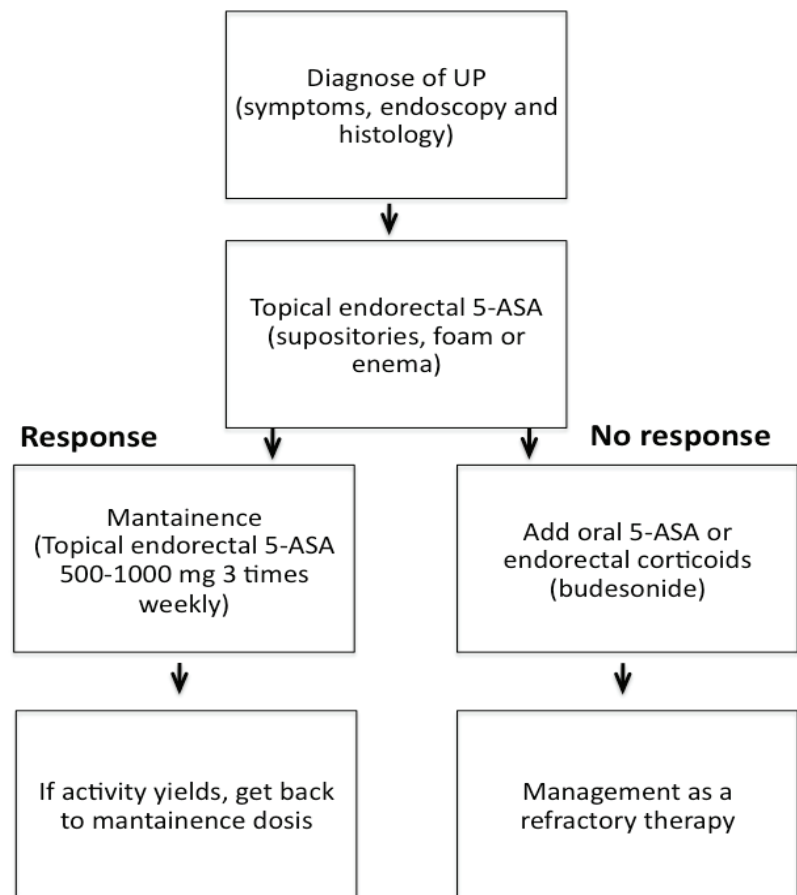 Diagnose of UP
(symptoms, endoscopy and
histology)
Topical endorectal 5-ASA
(supositories, foam or
enema)
Response
No response
Mantainence
(Topical endorectal 5-ASA
500-1000 mg 3 times
weekly)
Add oral 5-ASA or
endorectal corticoids
(budesonide)
If activity yields, get back
to mantainence dosis
Management as a
refractory therapy